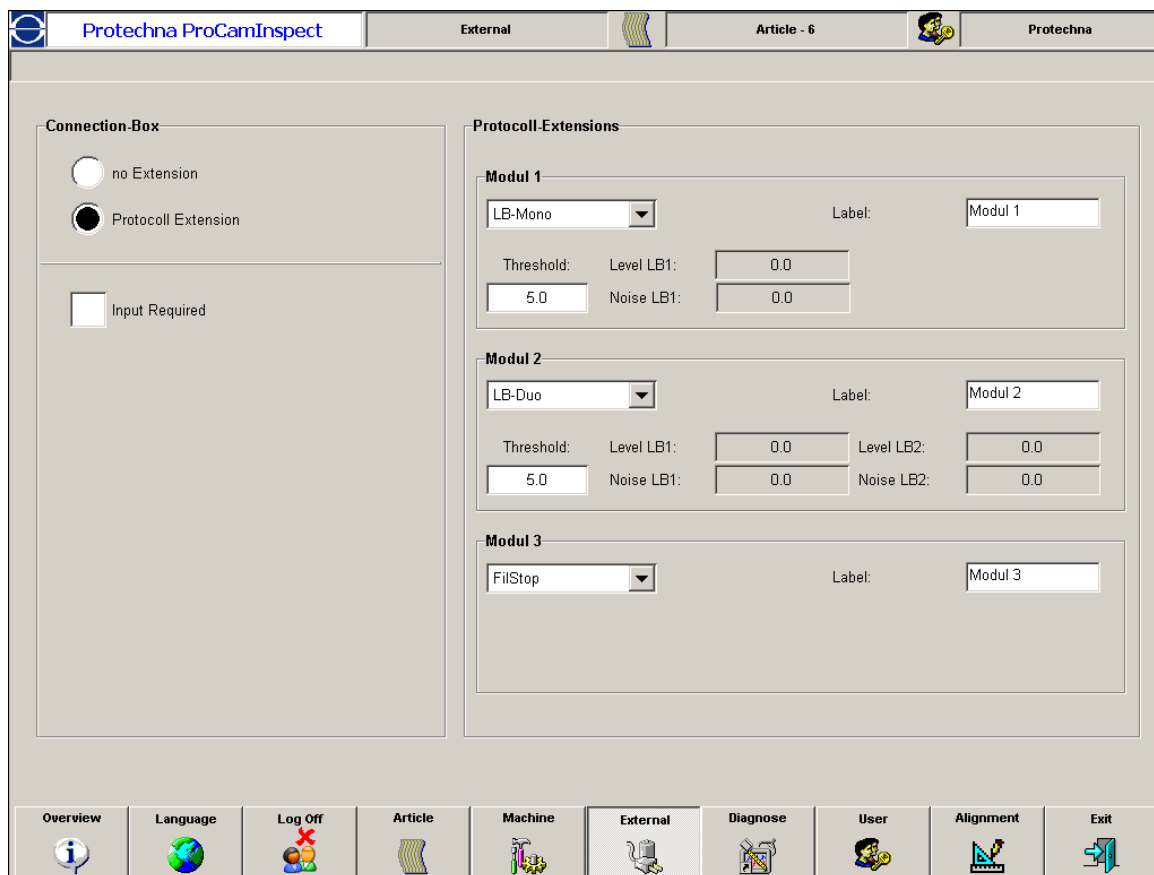 Protechna ProCamInspect External Article - 6 Protechna
Connection-Box
no Extension
Protocoll Extension
Input Required
Protocoll-Extensions
Modul 1
LB-Mono Label: Modul 1
Threshold: Level LB1: 0.0
5.0 Noise LB1: 0.0
Modul 2
LB-Duo Label: Modul 2
Threshold: Level LB1: 0.0 Level LB2: 0.0
5.0 Noise LB1: 0.0 Noise LB2: 0.0
Modul 3
FilStop Label: Modul 3
Overview Language Log Off Article Machine External Diagnose User Alignment Exit